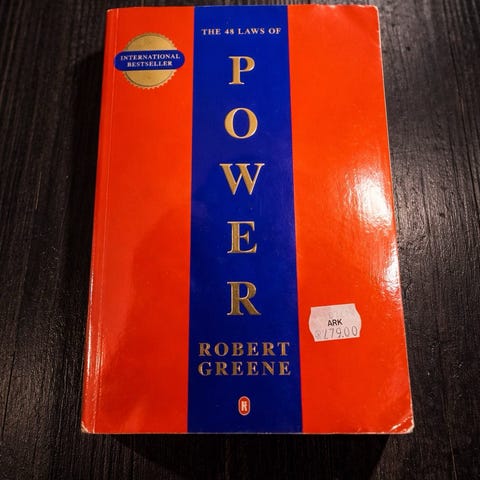 THE 48 LAWS OF
INTERNATIONAL
BESTSELLER
P
O
W
E
R
ARK
279.00
ROBERT
GREENE